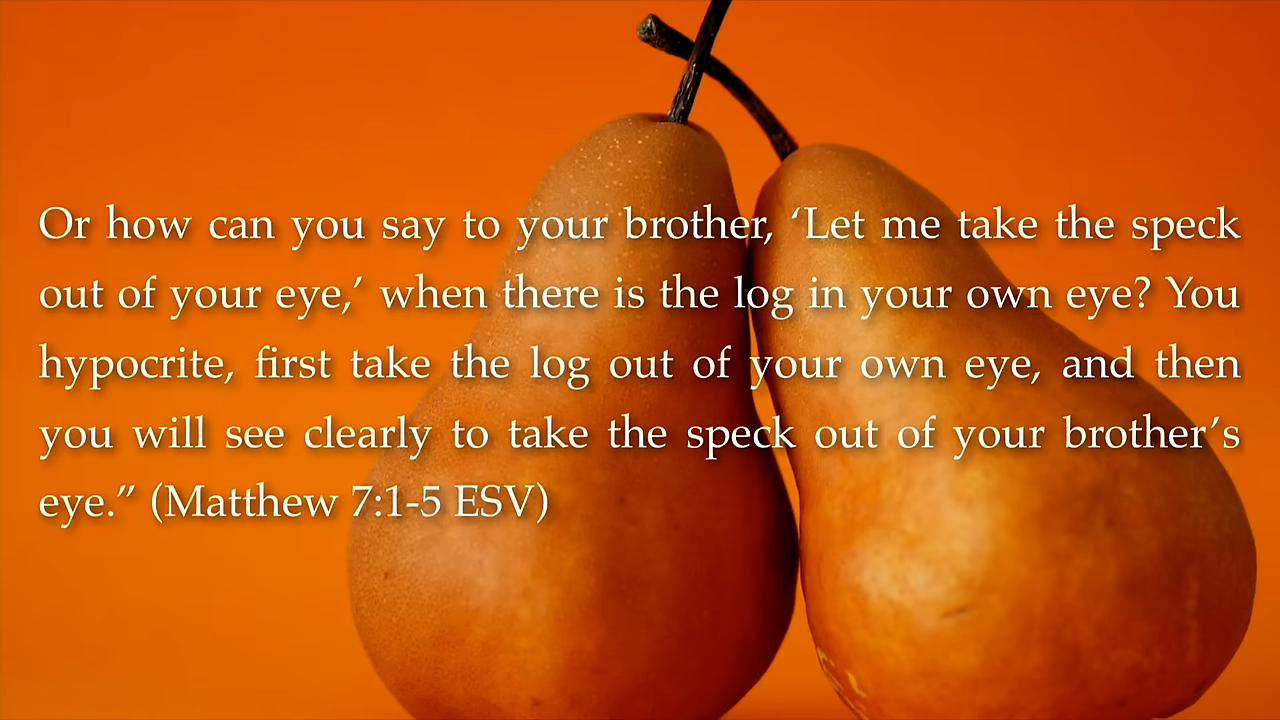 Or how can you say to your brother, ‘Let me take the speck
out of your eye,’ when there is the log in your own eye? You
hypocrite, first take the log out of your own eye, and then
you will see clearly to take the speck out of your brother’s
eye.” (Matthew 7:1-5 ESV)